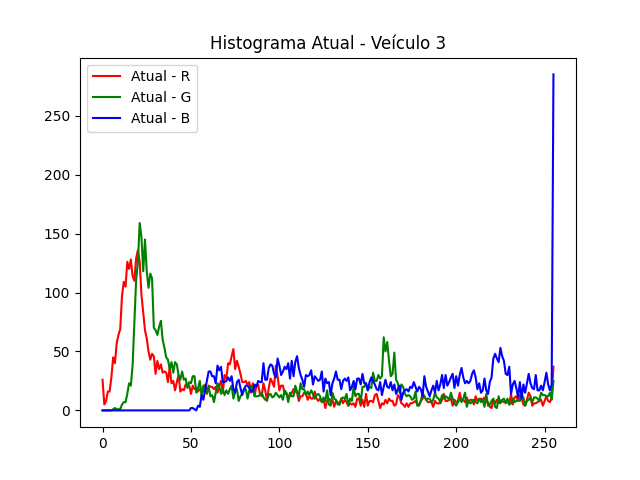 Histograma Atual - Veículo 3
Atual - R
Atual - G
Atual - B
250
200
150
100
50
0
0 50 100 150 200 250